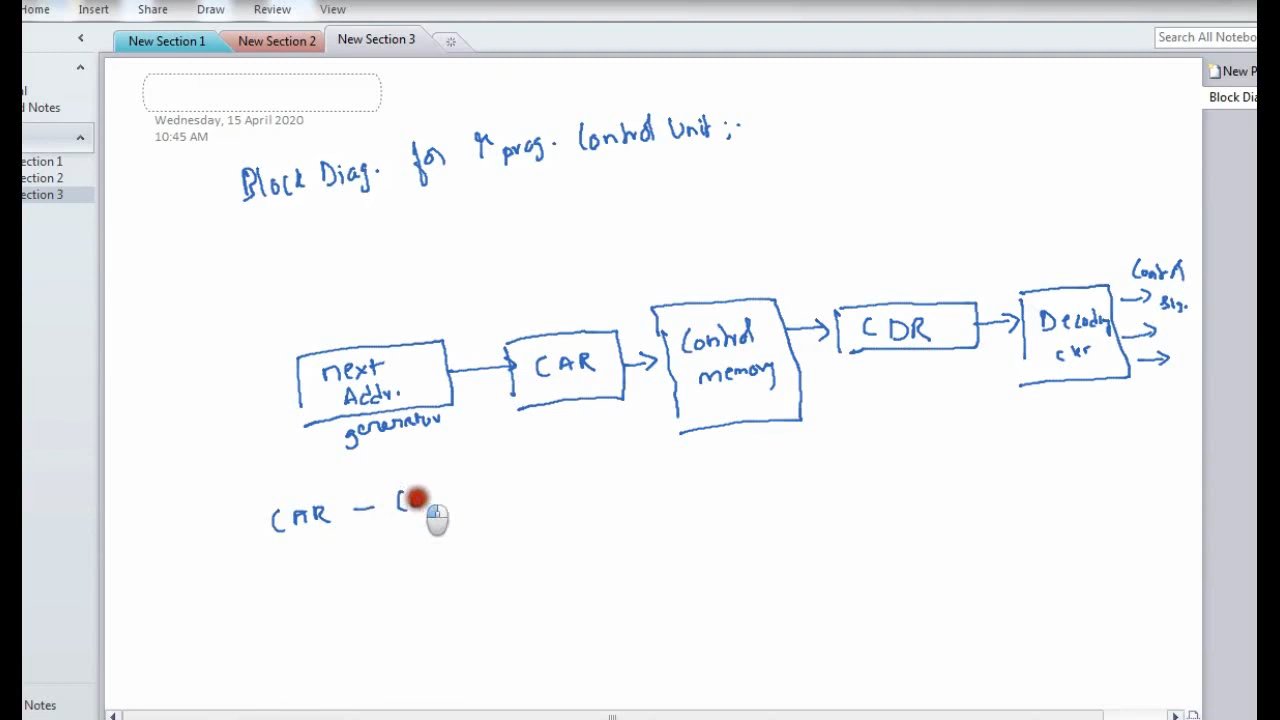 Home Insert Share Draw Review View
New Section 1 New Section 2 New Section 3
Search All Notebo
New P
Block Dia
d Notes
ection 1
ection 2
ection 3
Wednesday, 15 April 2020
10:45 AM
Block Diag. for μ prog. Control Unit :-
next
Addr.
generator
CAR
Control
memory
CDR
Decoding
ckr
Control
Sig.
CAR - C
Notes